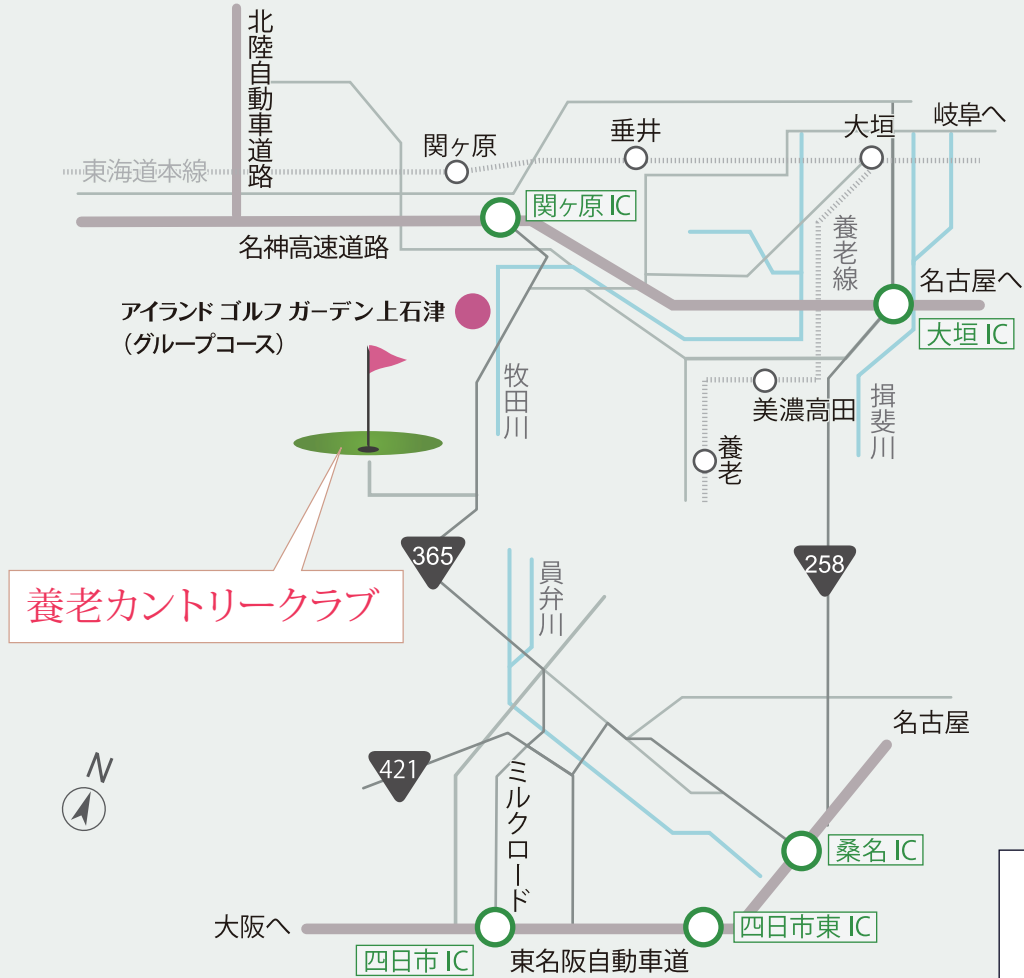 北陸自動車道路
岐阜へ
大垣
垂井
関ヶ原
東海道本線
関ヶ原 IC
名神高速道路
養老線
名古屋へ
大垣 IC
アイランド ゴルフ ガーデン上石津
(グループコース)
牧田川
美濃高田
揖斐川
養老
365
258
員弁川
養老カントリークラブ
名古屋
N
421
ミルクロード
桑名 IC
大阪へ
四日市東 IC
四日市 IC
東名阪自動車道